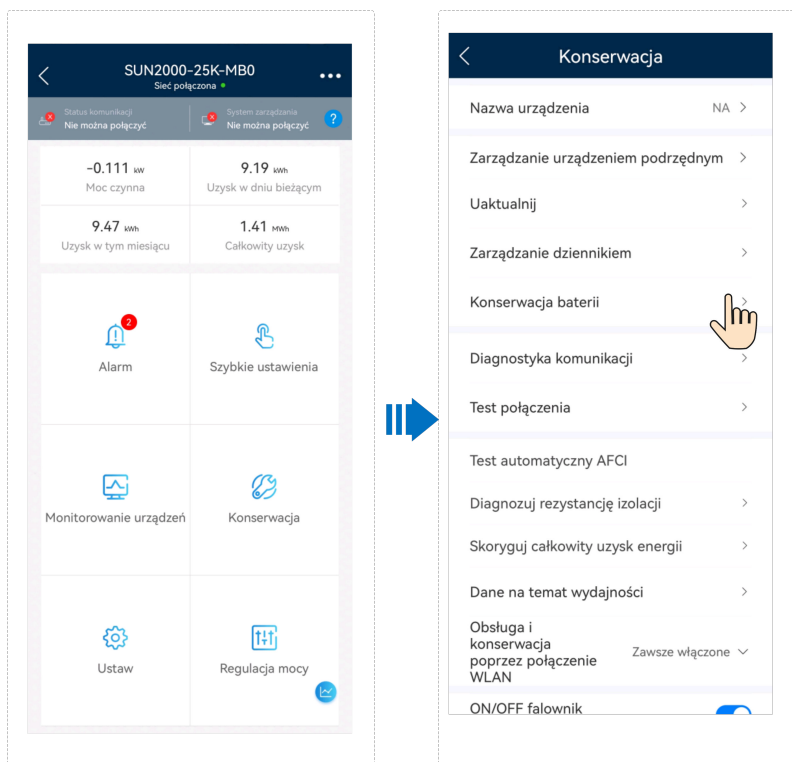 SUN2000-25K-MB0
Sieć połączona
Status komunikacji
Nie można połączyć
System zarządzania
Nie można połączyć
?
-0.111 kW
Moc czynna
9.19 kWh
Uzysk w dniu bieżącym
9.47 kWh
Uzysk w tym miesiącu
1.41 MWh
Całkowity uzysk
2
Alarm
Szybkie ustawienia
Monitorowanie urządzeń
Konserwacja
Ustaw
Regulacja mocy
Konserwacja
Nazwa urządzenia NA
Zarządzanie urządzeniem podrzędnym
Uaktualnij
Zarządzanie dziennikiem
Konserwacja baterii
Diagnostyka komunikacji
Test połączenia
Test automatyczny AFCI
Diagnozuj rezystancję izolacji
Skoryguj całkowity uzysk energii
Dane na temat wydajności
Obsługa i
konserwacja
poprzez połączenie
WLAN
Zawsze włączone
ON/OFF falownik